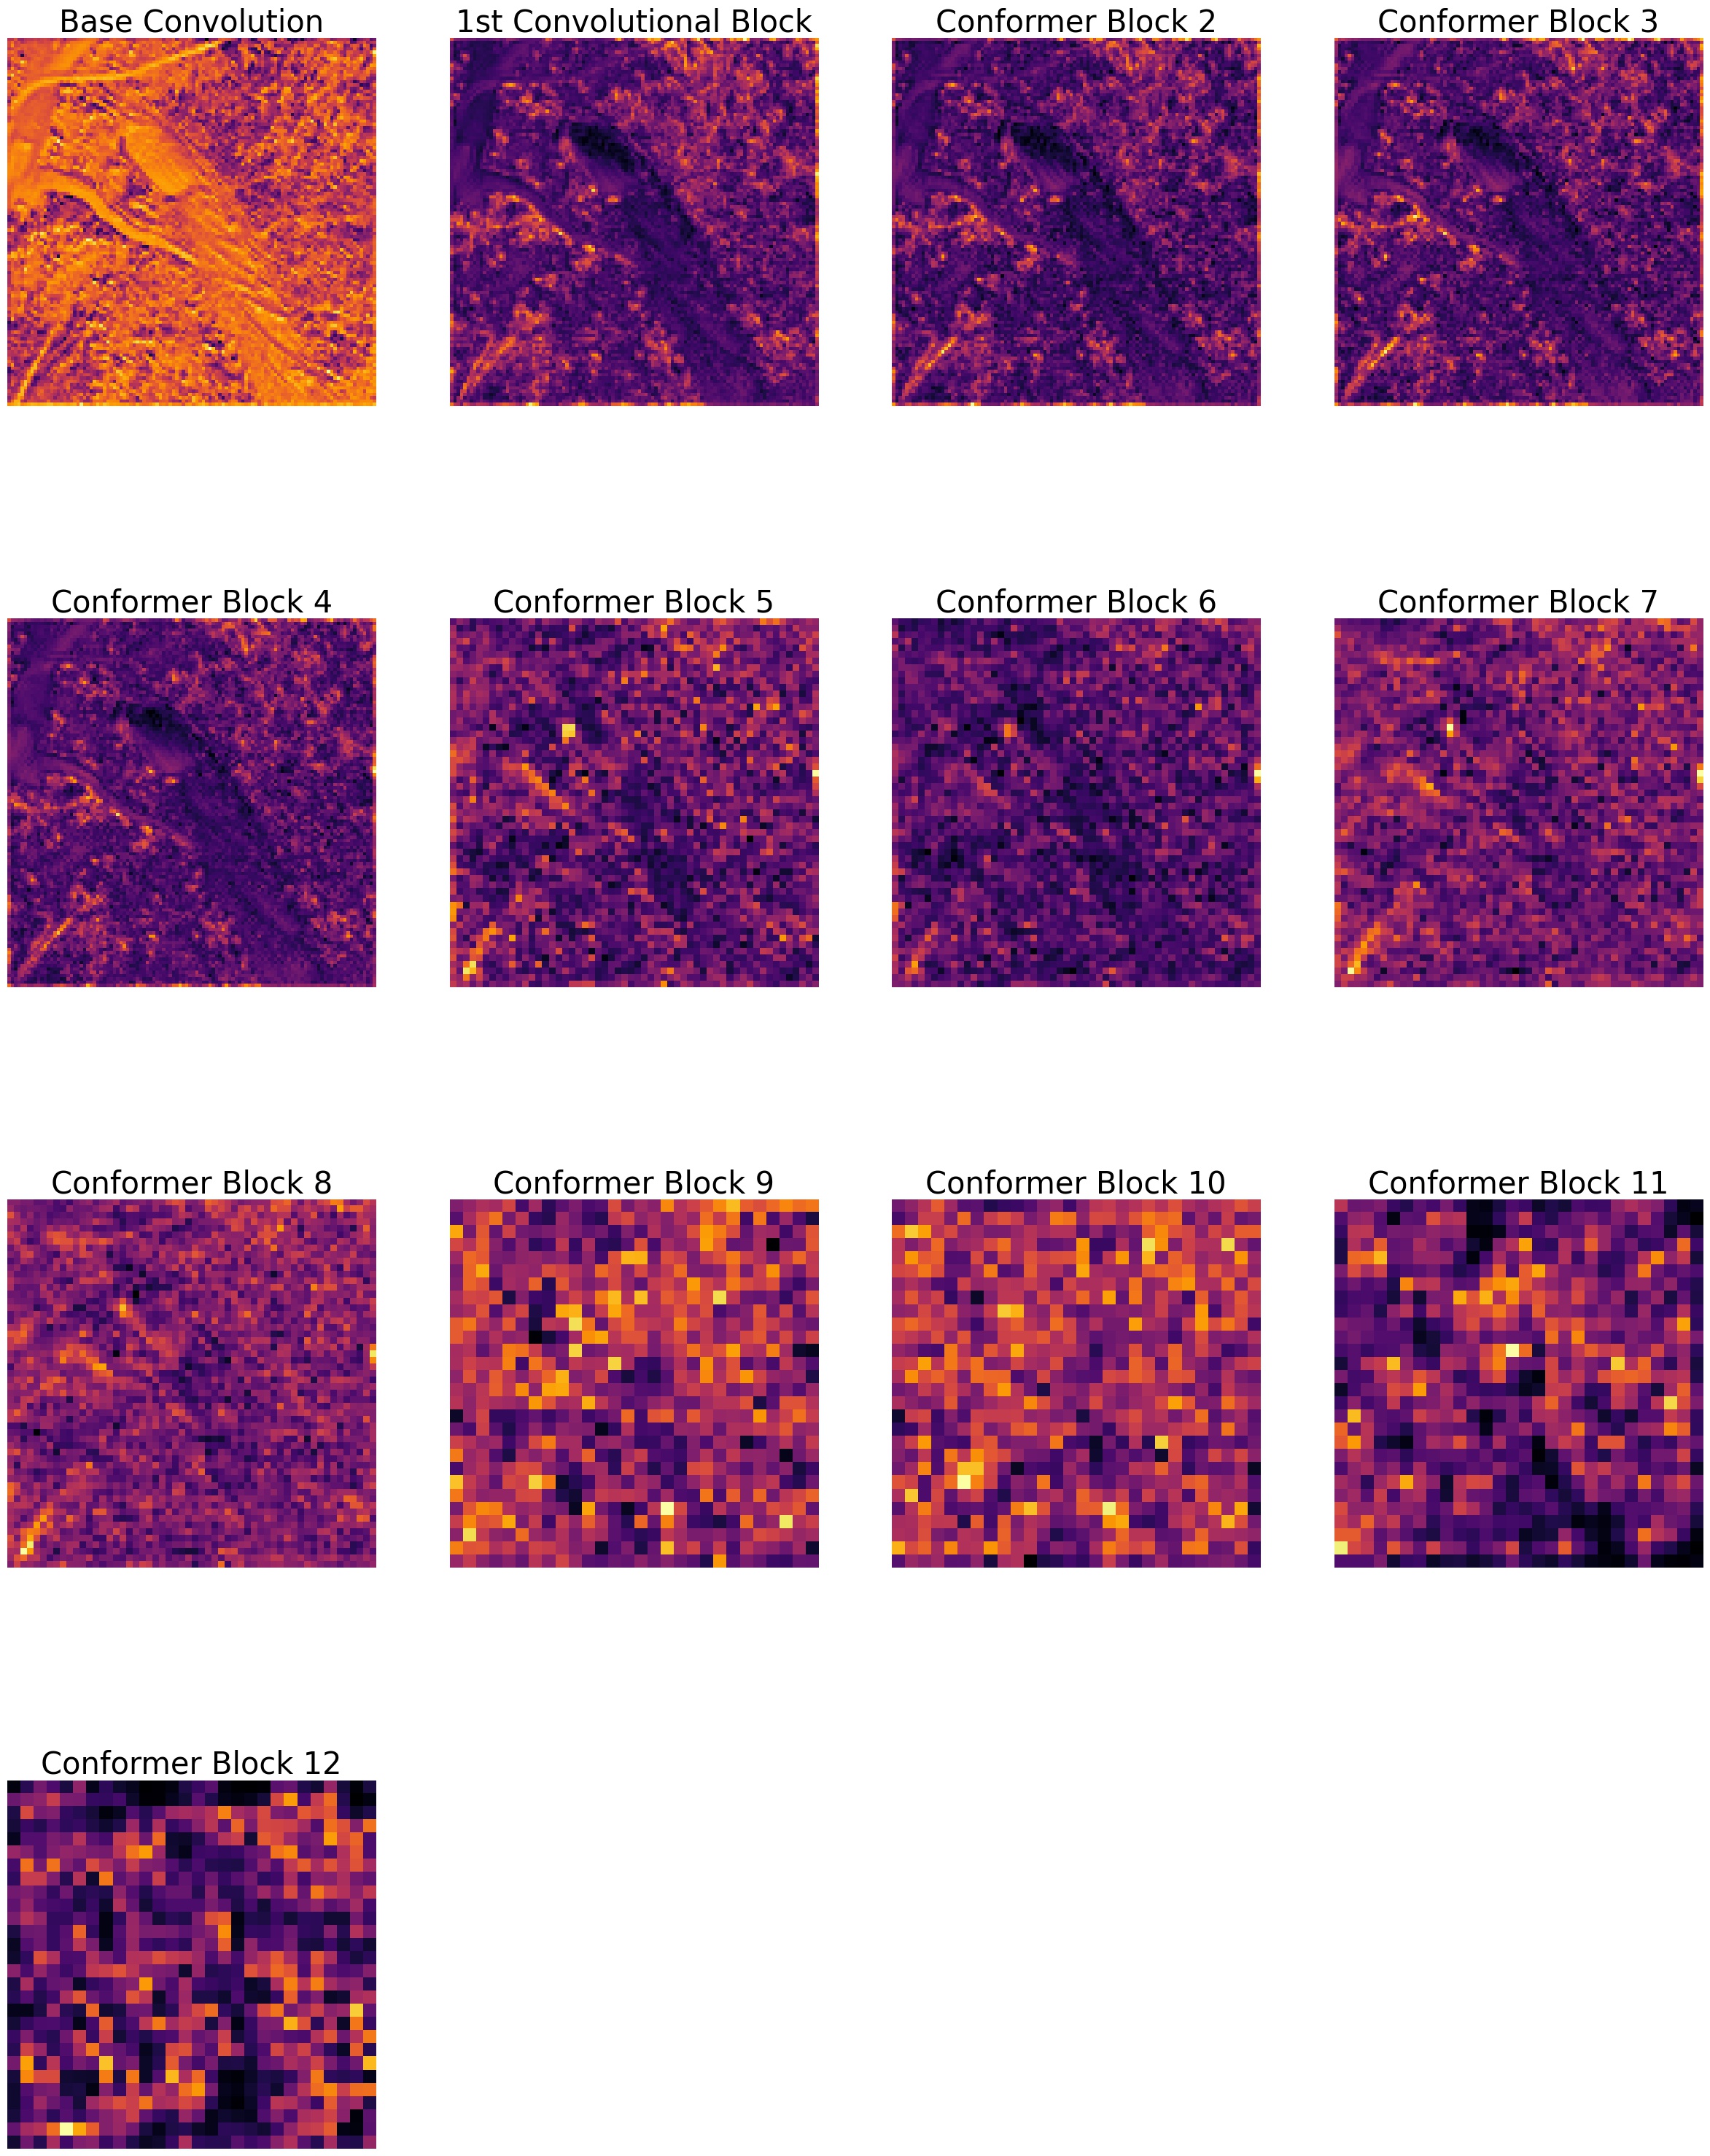 Base Convolution
1st Convolutional Block
Conformer Block 2
Conformer Block 3
Conformer Block 4
Conformer Block 5
Conformer Block 6
Conformer Block 7
Conformer Block 8
Conformer Block 9
Conformer Block 10
Conformer Block 11
Conformer Block 12